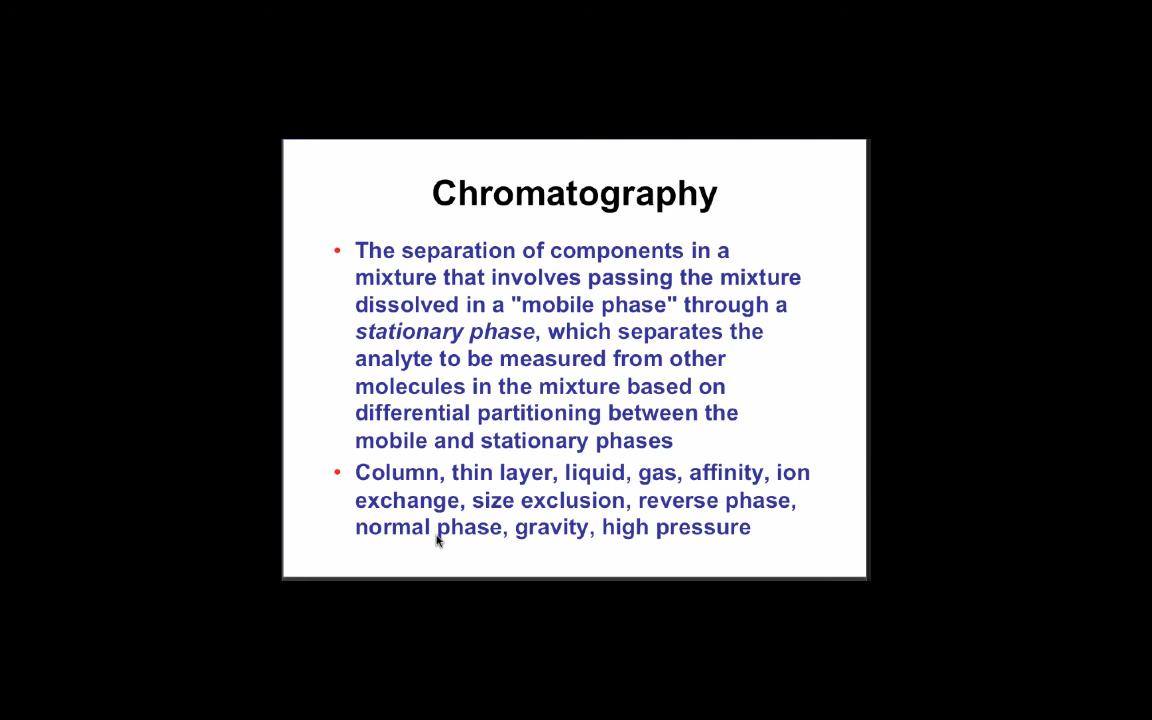 Chromatography
• The separation of components in a
mixture that involves passing the mixture
dissolved in a "mobile phase" through a
stationary phase, which separates the
analyte to be measured from other
molecules in the mixture based on
differential partitioning between the
mobile and stationary phases
• Column, thin layer, liquid, gas, affinity, ion
exchange, size exclusion, reverse phase,
normal phase, gravity, high pressure